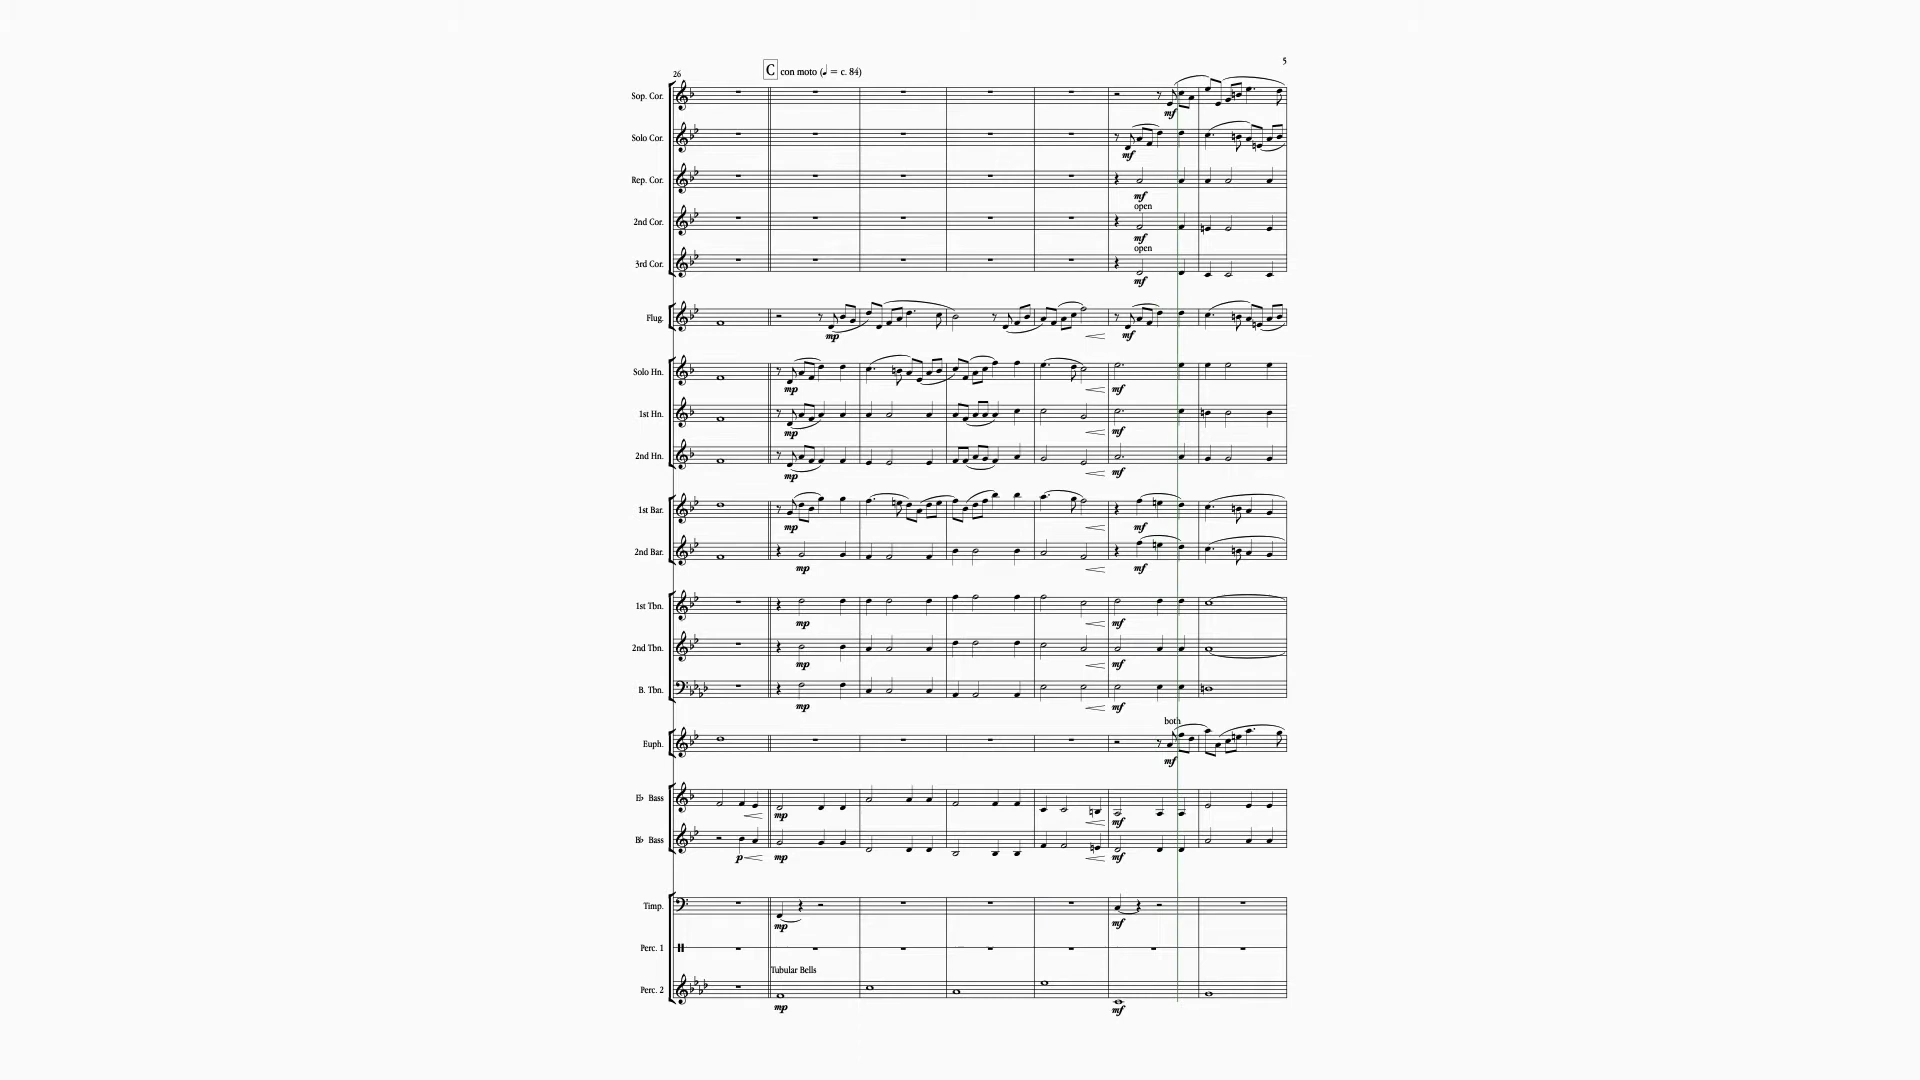 5
26
C con moto (♩ = c. 84)
Sop. Cor.
mf
Solo Cor.
mf
Rep. Cor.
mf
open
2nd Cor.
mf
open
3rd Cor.
mf
Flug.
mp mf
Solo Hn.
mp mf
1st Hn.
mp mf
2nd Hn.
mp mf
1st Bar.
mp mf
2nd Bar.
mp mf
1st Tbn.
mp mf
2nd Tbn.
mp mf
B. Tbn.
mp mf
both
Euph.
mf
E♭ Bass
mp mf
B♭ Bass
p mp mf
Timp.
mp mf
Perc. 1
Tubular Bells
Perc. 2
mp mf